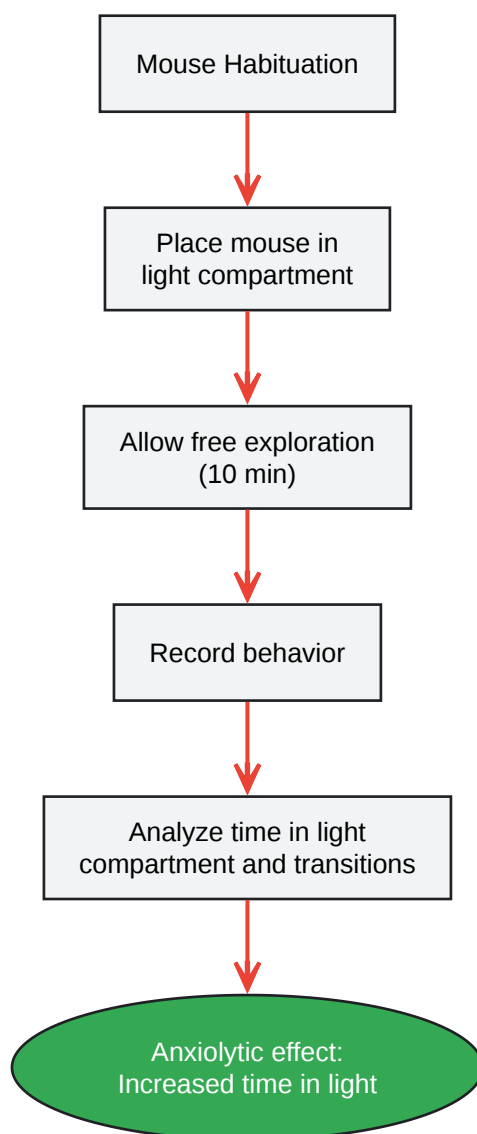 Mouse Habituation
Place mouse in
light compartment
Allow free exploration
(10 min)
Record behavior
Analyze time in light
compartment and transitions
Anxiolytic effect:
Increased time in light